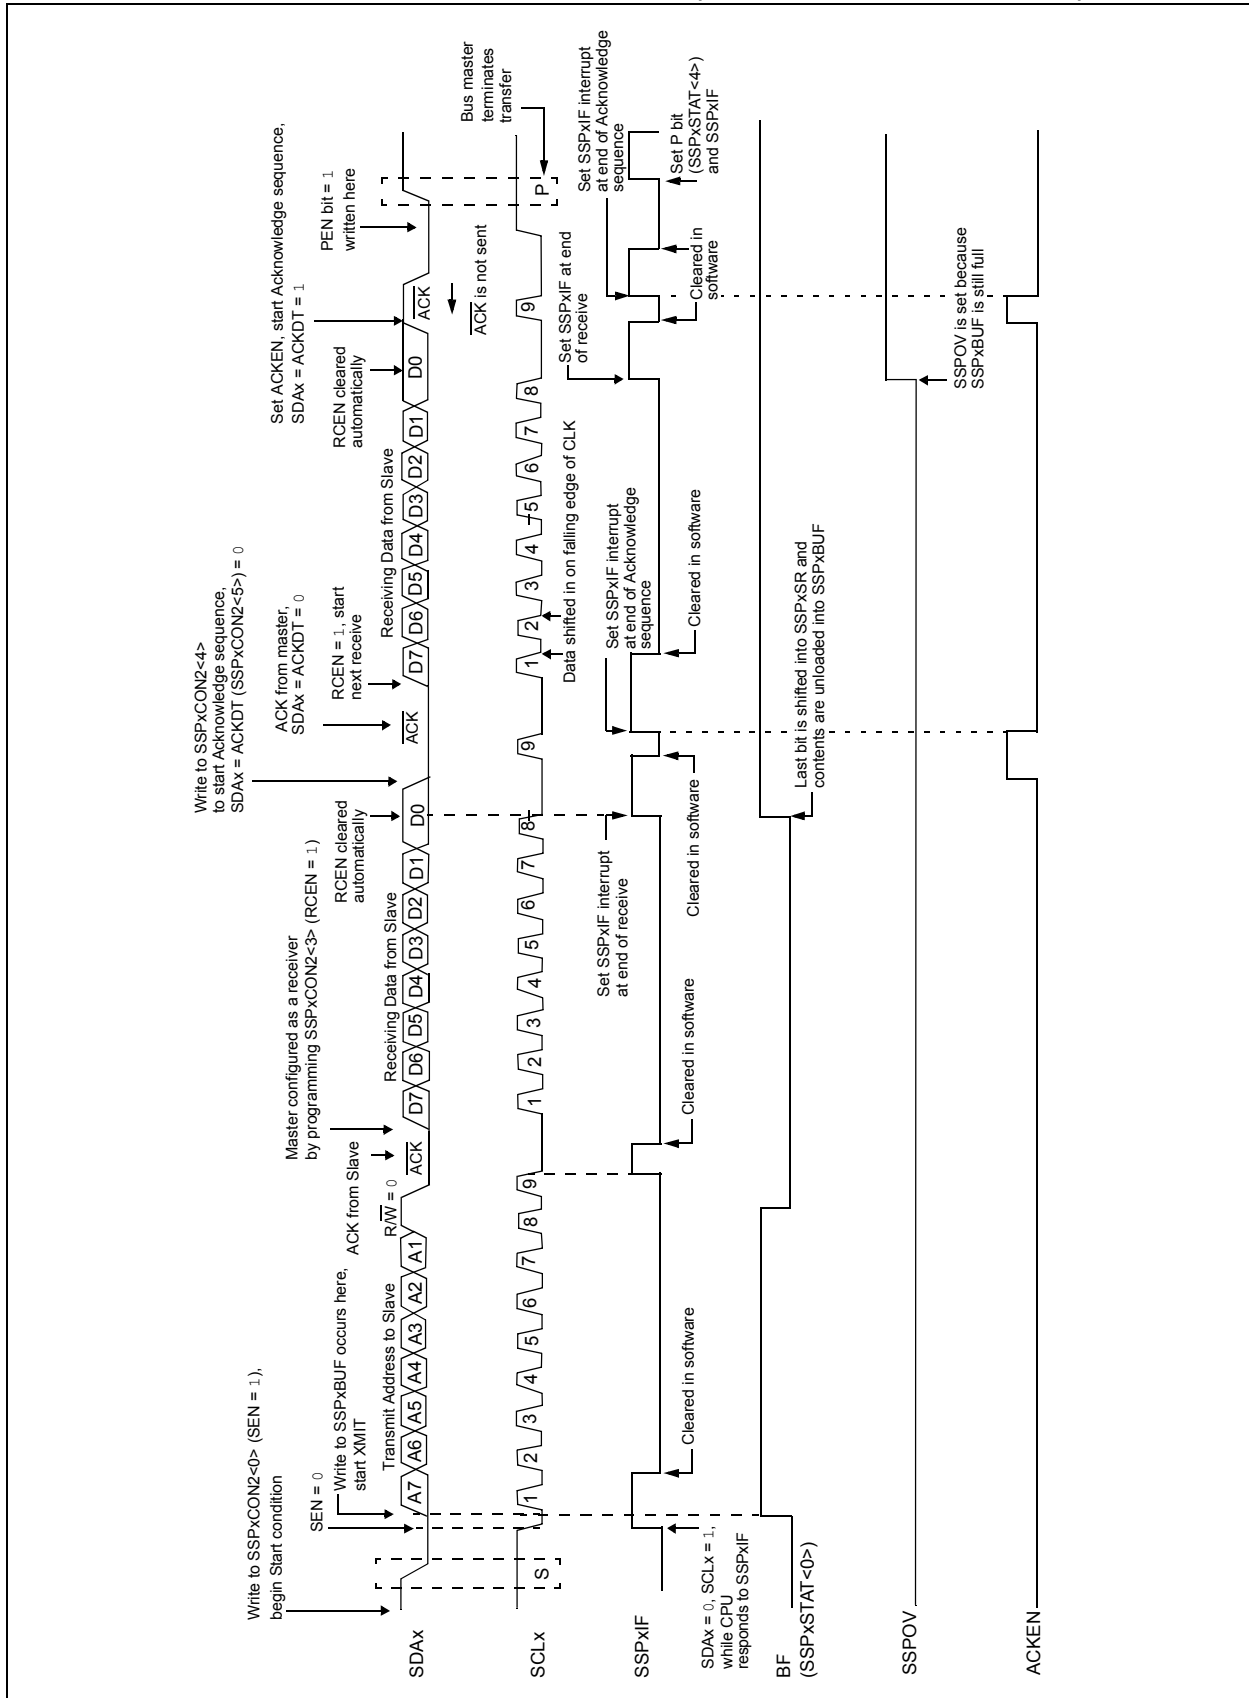 Write to SSPxCON2<0> (SEN = 1),
begin Start condition
SEN = 0
Write to SSPxBUF occurs here,
start XMIT
ACK from Slave
Master configured as a receiver
by programming SSPxCON2<3> (RCEN = 1)
RCEN cleared
automatically
Write to SSPxCON2<4>
to start Acknowledge sequence,
SDAx = ACKDT (SSPxCON2<5>) = 0
ACK from master,
SDAx = ACKDT = 0
RCEN = 1, start
next receive
RCEN cleared
automatically
Set ACKEN, start Acknowledge sequence,
SDAx = ACKDT = 1
PEN bit = 1
written here
Transmit Address to Slave
R/W = 0
Receiving Data from Slave
Receiving Data from Slave
SDAx
A7 A6 A5 A4 A3 A2 A1 ACK D7 D6 D5 D4 D3 D2 D1 D0 ACK D7 D6 D5 D4 D3 D2 D1 D0 ACK
ACK is not sent
Bus master
terminates
transfer
SCLx
S 1 2 3 4 5 6 7 8 9 1 2 3 4 5 6 7 8 9 1 2 3 4 5 6 7 8 9 P
Data shifted in on falling edge of CLK
Set SSPxIF interrupt
at end of receive
Set SSPxIF interrupt
at end of Acknowledge
sequence
Set SSPxIF at end
of receive
Set SSPxIF interrupt
at end of Acknowledge
sequence
SSPxIF
SDAx = 0, SCLx = 1,
while CPU
responds to SSPxIF
Cleared in software
Cleared in software
Cleared in software
Cleared in software
Cleared in
software
Set P bit
(SSPxSTAT<4>)
and SSPxIF
BF
(SSPxSTAT<0>)
Last bit is shifted into SSPxSR and
contents are unloaded into SSPxBUF
SSPOV
SSPOV is set because
SSPxBUF is still full
ACKEN